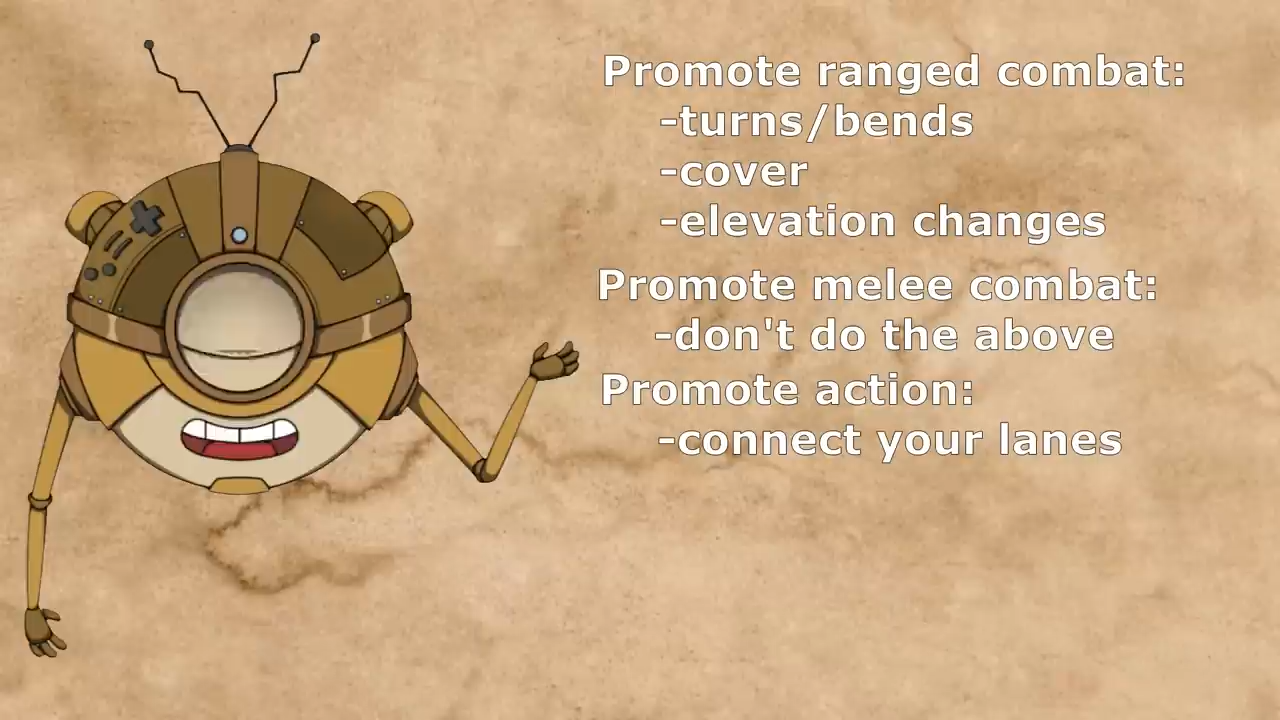 Promote ranged combat:
-turns/bends
-cover
-elevation changes
Promote melee combat:
-don't do the above
Promote action:
-connect your lanes